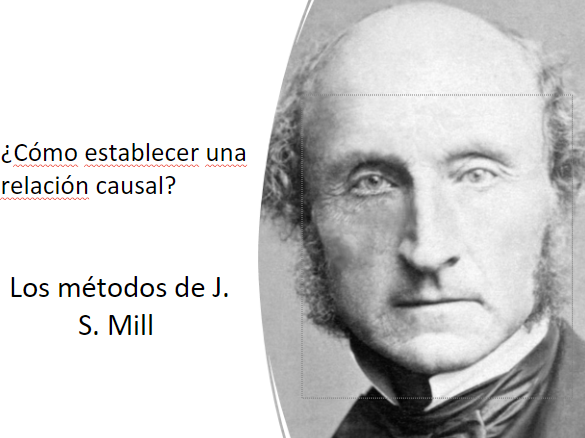 ¿Cómo establecer una
relación causal?
Los métodos de J.
S. Mill